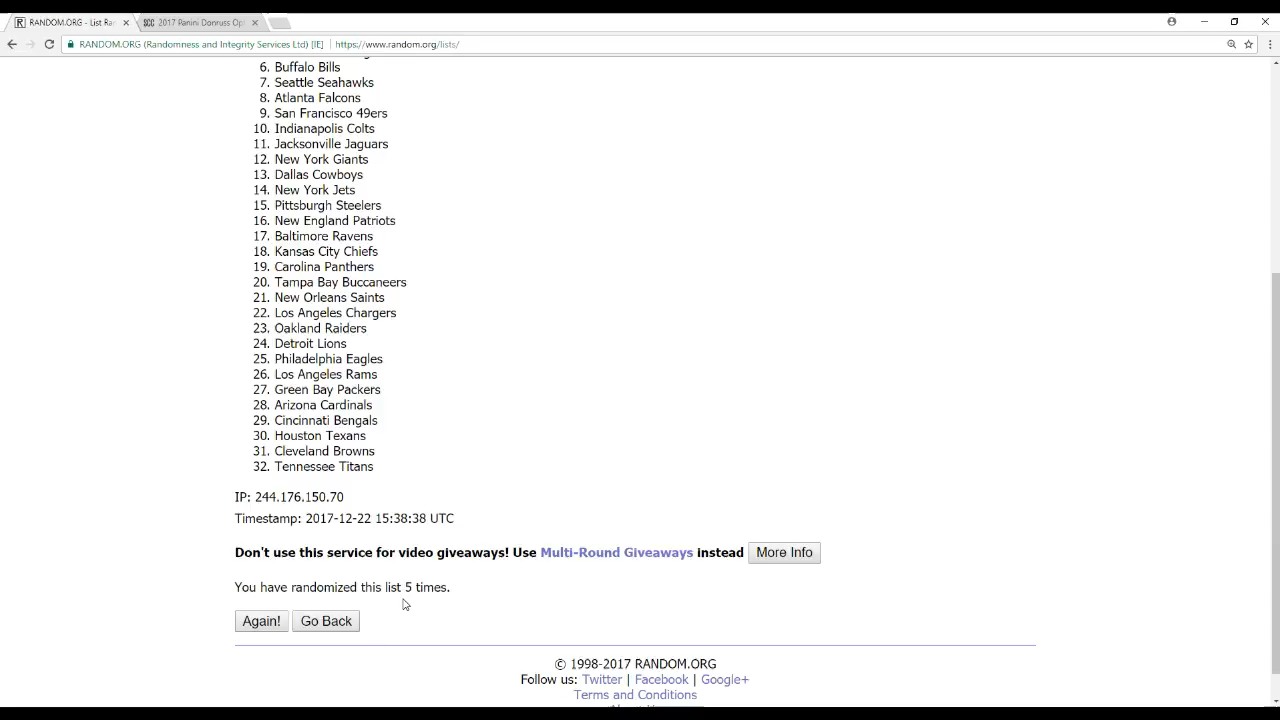 RANDOM.ORG - List Ra
2017 Panini Donruss Op
RANDOM.ORG (Randomness and Integrity Services Ltd) [IE]
https://www.random.org/lists/
6. Buffalo Bills
7. Seattle Seahawks
8. Atlanta Falcons
9. San Francisco 49ers
10. Indianapolis Colts
11. Jacksonville Jaguars
12. New York Giants
13. Dallas Cowboys
14. New York Jets
15. Pittsburgh Steelers
16. New England Patriots
17. Baltimore Ravens
18. Kansas City Chiefs
19. Carolina Panthers
20. Tampa Bay Buccaneers
21. New Orleans Saints
22. Los Angeles Chargers
23. Oakland Raiders
24. Detroit Lions
25. Philadelphia Eagles
26. Los Angeles Rams
27. Green Bay Packers
28. Arizona Cardinals
29. Cincinnati Bengals
30. Houston Texans
31. Cleveland Browns
32. Tennessee Titans
IP: 244.176.150.70
Timestamp: 2017-12-22 15:38:38 UTC
Don't use this service for video giveaways! Use Multi-Round Giveaways instead More Info
You have randomized this list 5 times.
Again! Go Back
© 1998-2017 RANDOM.ORG
Follow us: Twitter | Facebook | Google+
Terms and Conditions